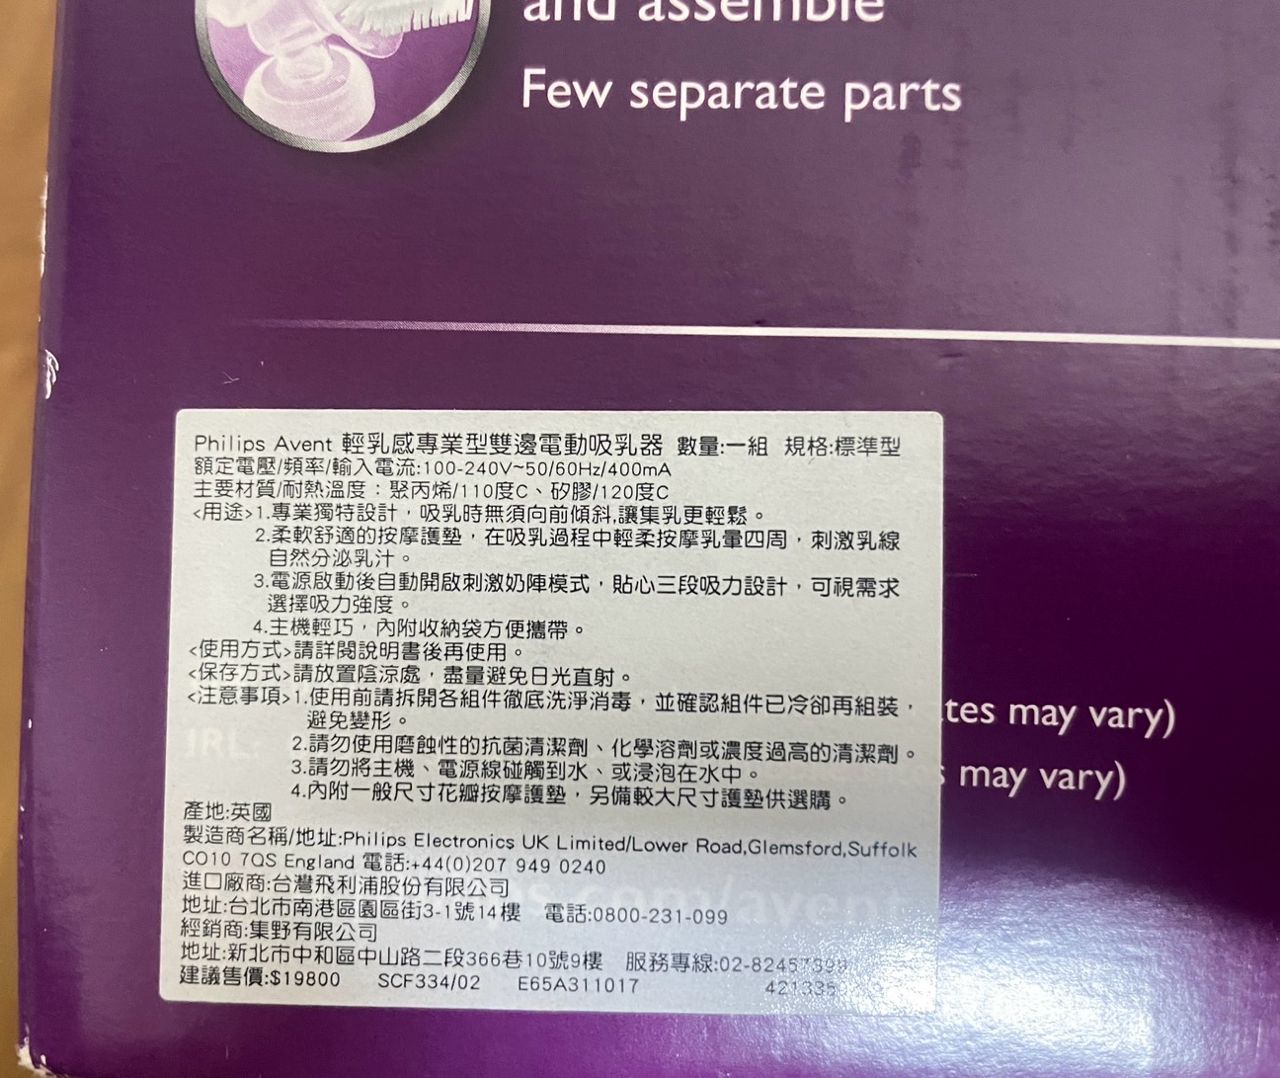 and assemble
Few separate parts
Philips Avent 輕乳感專業型雙邊電動吸乳器 數量:一組 規格:標準型
額定電壓/頻率/輸入電流:100-240V~50/60Hz/400mA
主要材質/耐熱溫度：聚丙烯/110度C、矽膠/120度C
<用途>1.專業獨特設計，吸乳時無須向前傾斜,讓集乳更輕鬆。
2.柔軟舒適的按摩護墊，在吸乳過程中輕柔按摩乳暈四周，刺激乳線
自然分泌乳汁。
3.電源啟動後自動開啟刺激奶陣模式，貼心三段吸力設計，可視需求
選擇吸力強度。
4.主機輕巧，內附收納袋方便攜帶。
<使用方式>請詳閱說明書後再使用。
<保存方式>請放置陰涼處，盡量避免日光直射。
<注意事項>1.使用前請拆開各組件徹底洗淨消毒，並確認組件已冷卻再組裝，
避免變形。
tes may vary)
IRL:
2.請勿使用磨蝕性的抗菌清潔劑、化學溶劑或濃度過高的清潔劑。
3.請勿將主機、電源線碰觸到水、或浸泡在水中。
s may vary)
4.內附一般尺寸花瓣按摩護墊，另備較大尺寸護墊供選購。
產地:英國
製造商名稱/地址:Philips Electronics UK Limited/Lower Road,Glemsford,Suffolk
CO10 7QS England 電話:+44(0)207 949 0240
進口廠商:台灣飛利浦股份有限公司
地址:台北市南港區園區街3-1號14樓 電話:0800-231-099
經銷商:集野有限公司
地址:新北市中和區中山路二段366巷10號9樓 服務專線:02-82457399
建議售價:$19800 SCF334/02 E65A311017